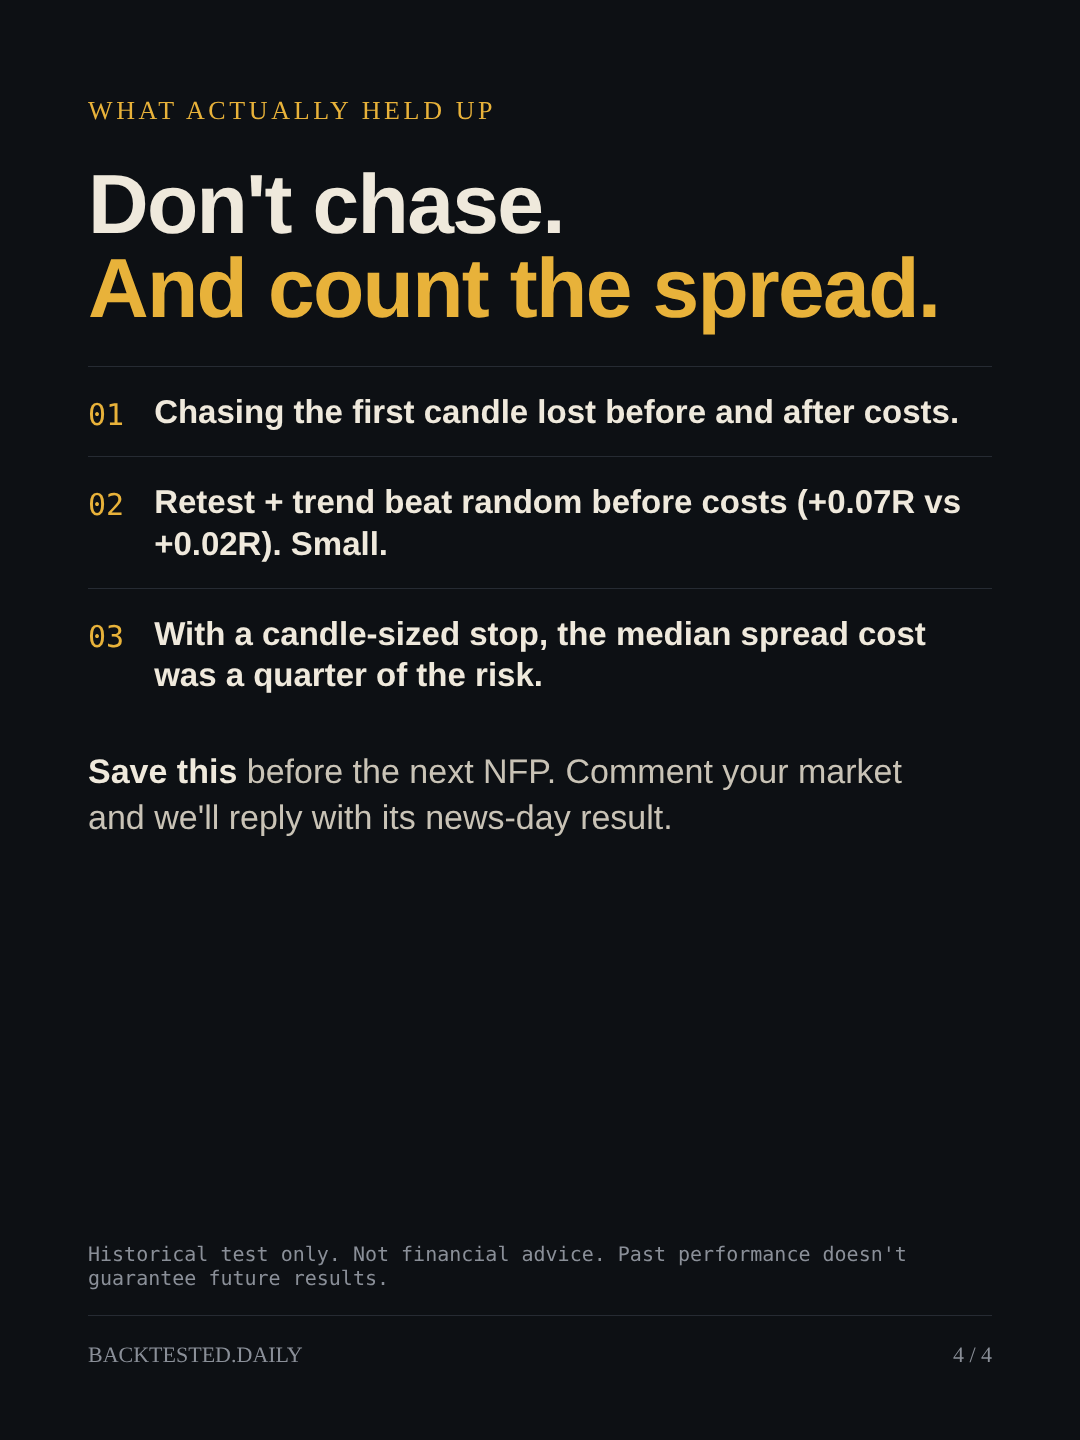 WHAT ACTUALLY HELD UP
Don't chase.
And count the spread.
01 Chasing the first candle lost before and after costs.
02 Retest + trend beat random before costs (+0.07R vs
+0.02R). Small.
03 With a candle-sized stop, the median spread cost
was a quarter of the risk.
Save this before the next NFP. Comment your market
and we'll reply with its news-day result.
Historical test only. Not financial advice. Past performance doesn't
guarantee future results.
BACKTESTED.DAILY 4 / 4